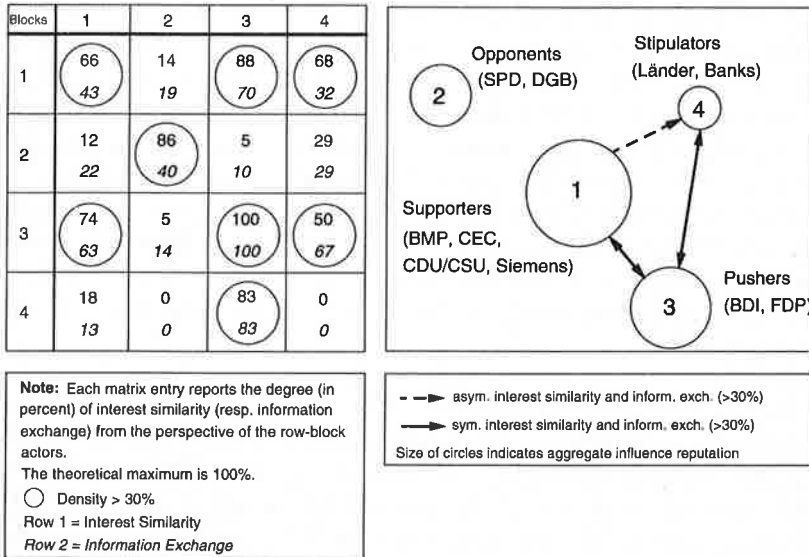 Blocks 1 2 3 4
1 66 14 88 68
43 19 70 32
2 12 86 5 29
22 40 10 29
3 74 5 100 50
63 14 100 67
4 18 0 83 0
13 0 83 0
Opponents
(SPD, DGB)
2
Stipulators
(Länder, Banks)
4
1
Supporters
(BMP, CEC,
CDU/CSU, Siemens)
3
Pushers
(BDI, FDP)
Note: Each matrix entry reports the degree (in
percent) of interest similarity (resp. information
exchange) from the perspective of the row-block
actors.
The theoretical maximum is 100%.
Density > 30%
Row 1 = Interest Similarity
Row 2 = Information Exchange
asym. interest similarity and inform. exch. (>30%)
sym. interest similarity and inform. exch. (>30%)
Size of circles indicates aggregate influence reputation